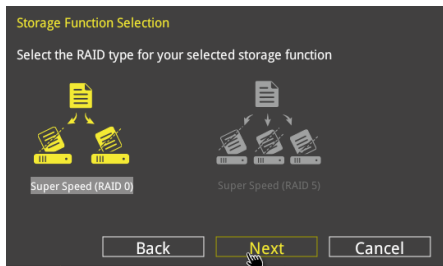 Storage Function Selection
Select the RAID type for your selected storage function
Super Speed (RAID 0)
Super Speed (RAID 5)
Back
Next
Cancel